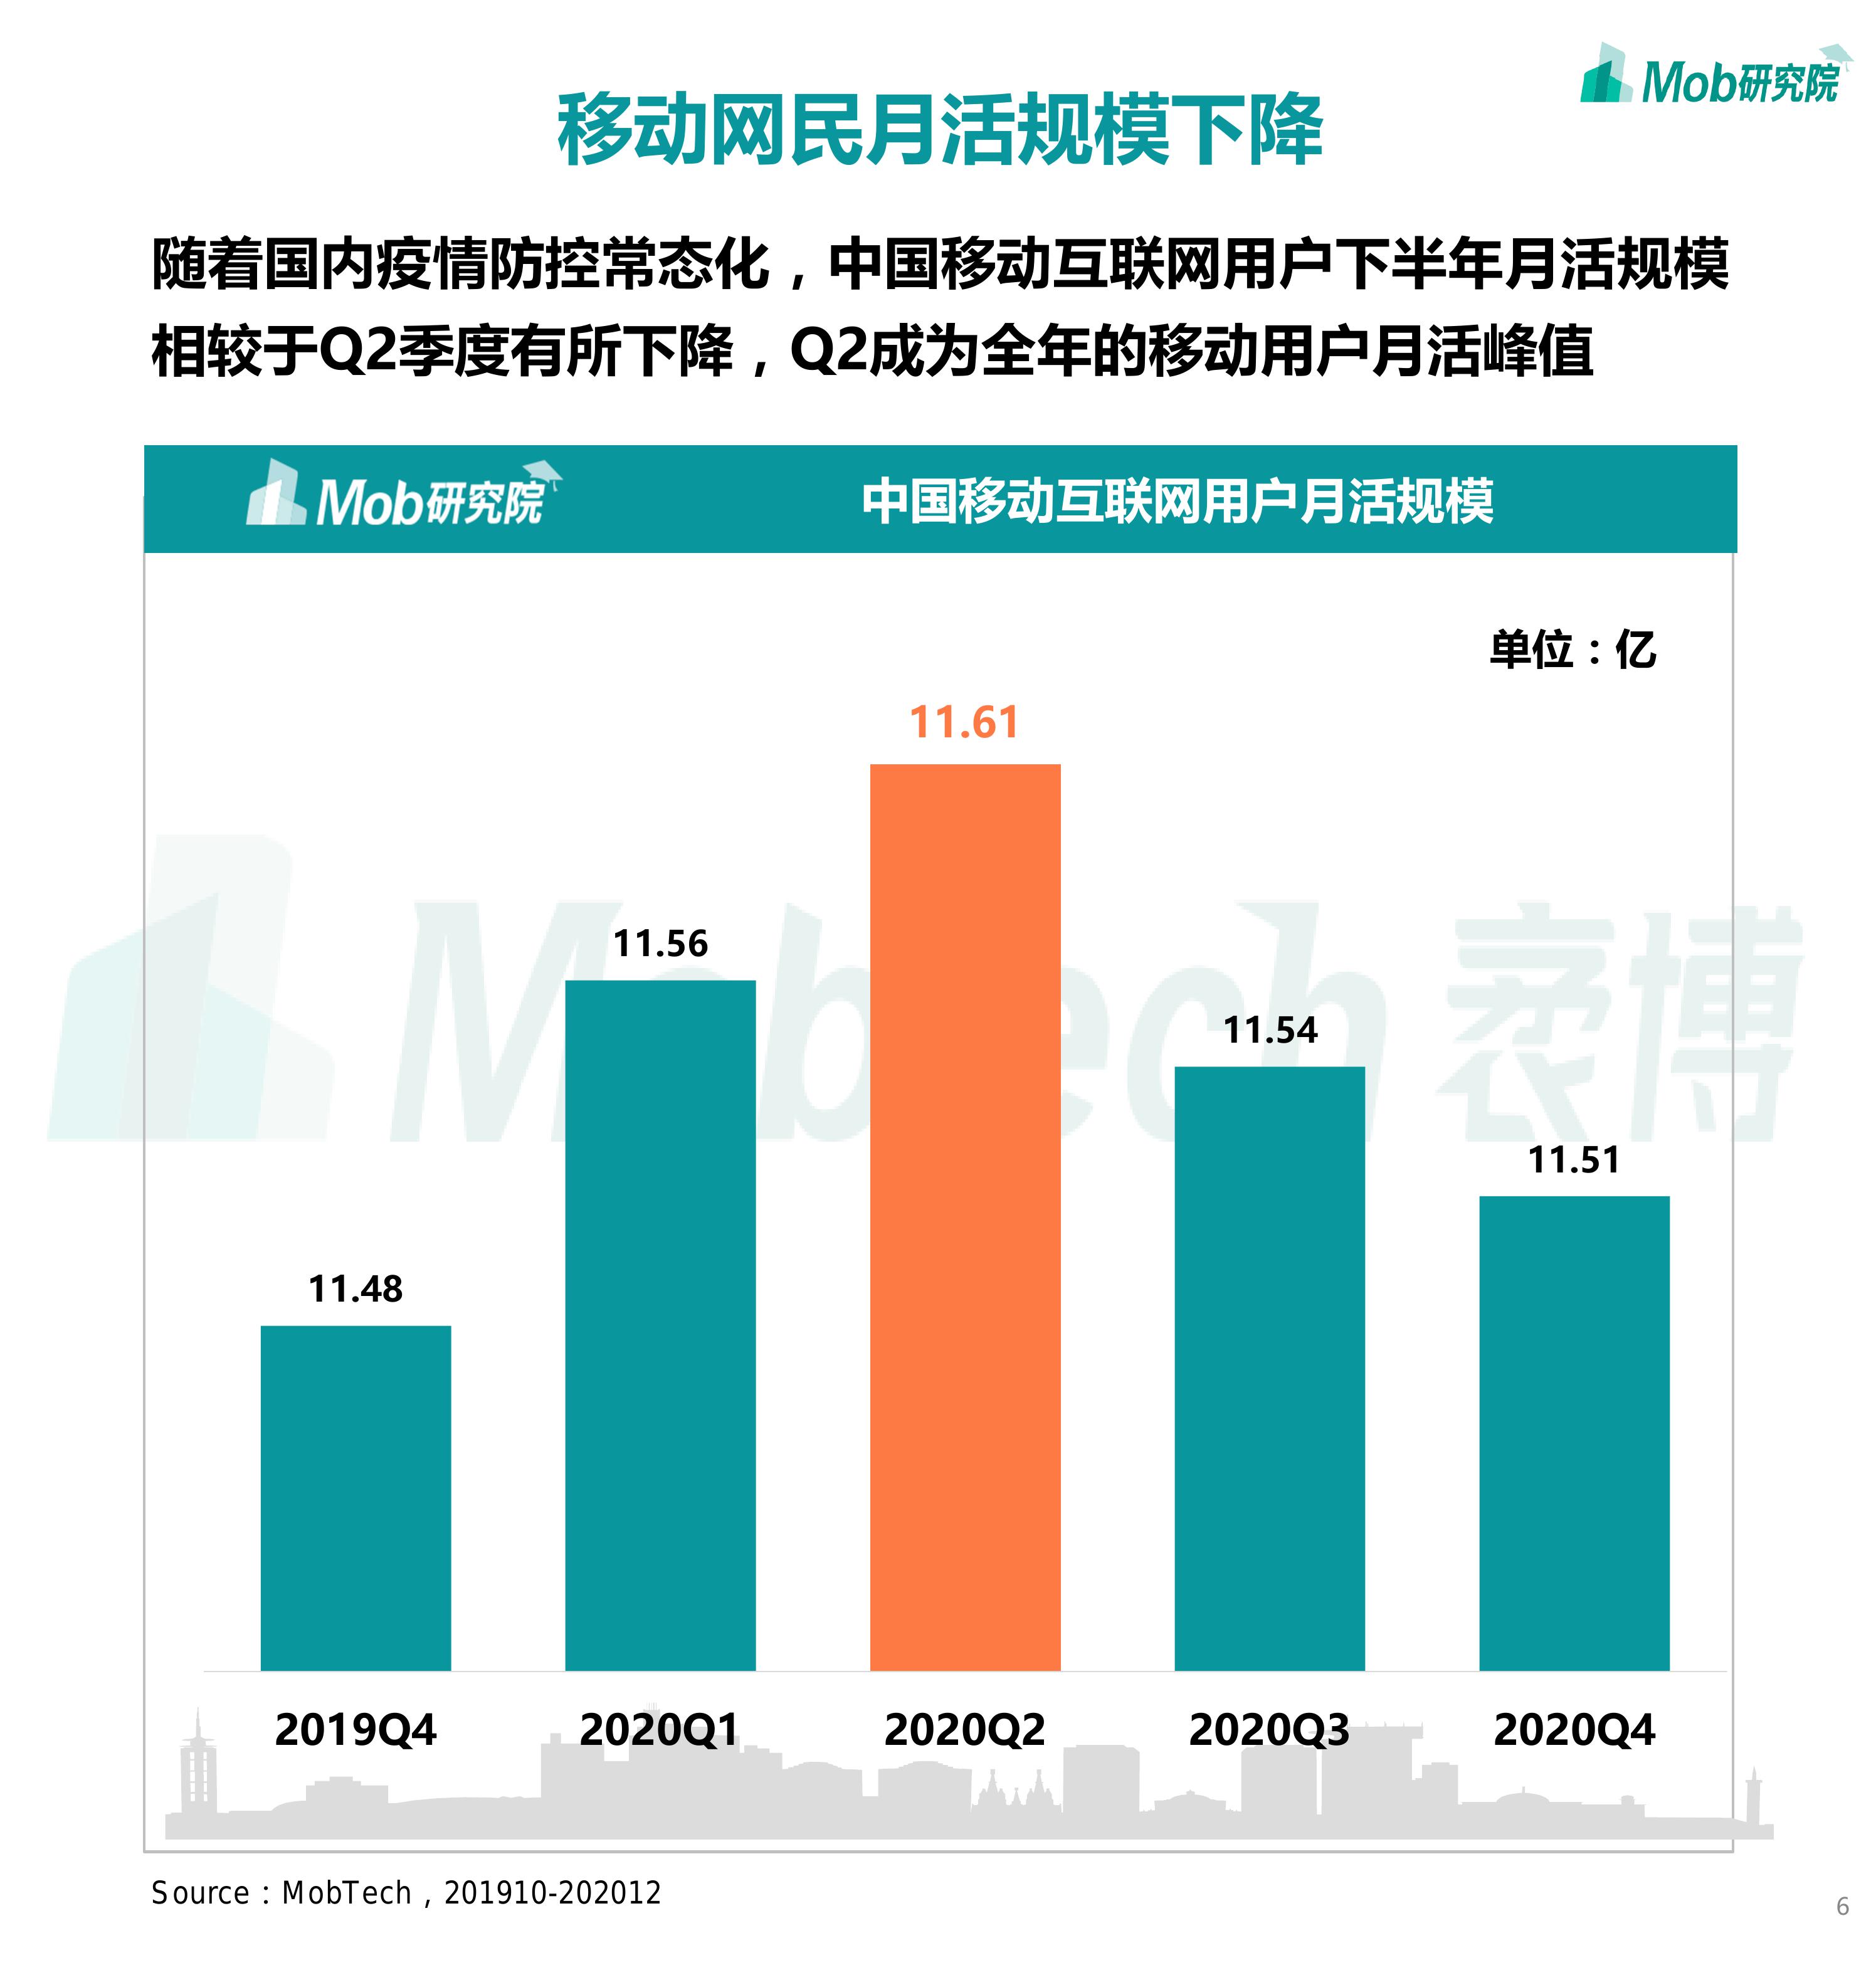 Mob研究院
移动网民月活规模下降
随着国内疫情防控常态化，中国移动互联网用户下半年月活规模
相较于Q2季度有所下降，Q2成为全年的移动用户月活峰值
Mob研究院
中国移动互联网用户月活规模
单位：亿
11.61
11.56
11.54
11.51
11.48
MobTech 袤博
2019Q4
2020Q1
2020Q2
2020Q3
2020Q4
Source：MobTech，201910-202012
6